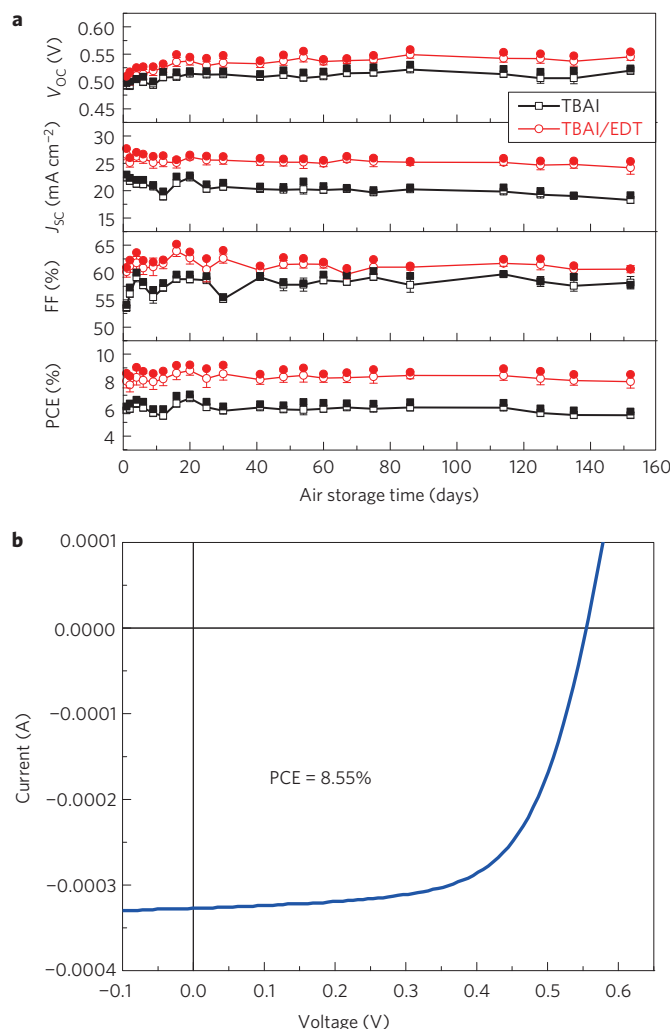 a
V_OC (V)
0.55
0.50
0.45
TBAI
TBAI/EDT
J_SC (mA cm⁻²)
30
25
20
15
FF (%)
65
60
55
50
PCE (%)
10
8
6
4
0 20 40 60 80 100 120 140 160
Air storage time (days)
b
Current (A)
0.0001
0.0000
−0.0001
−0.0002
−0.0003
−0.0004
PCE = 8.55%
−0.1 0.0 0.1 0.2 0.3 0.4 0.5 0.6
Voltage (V)